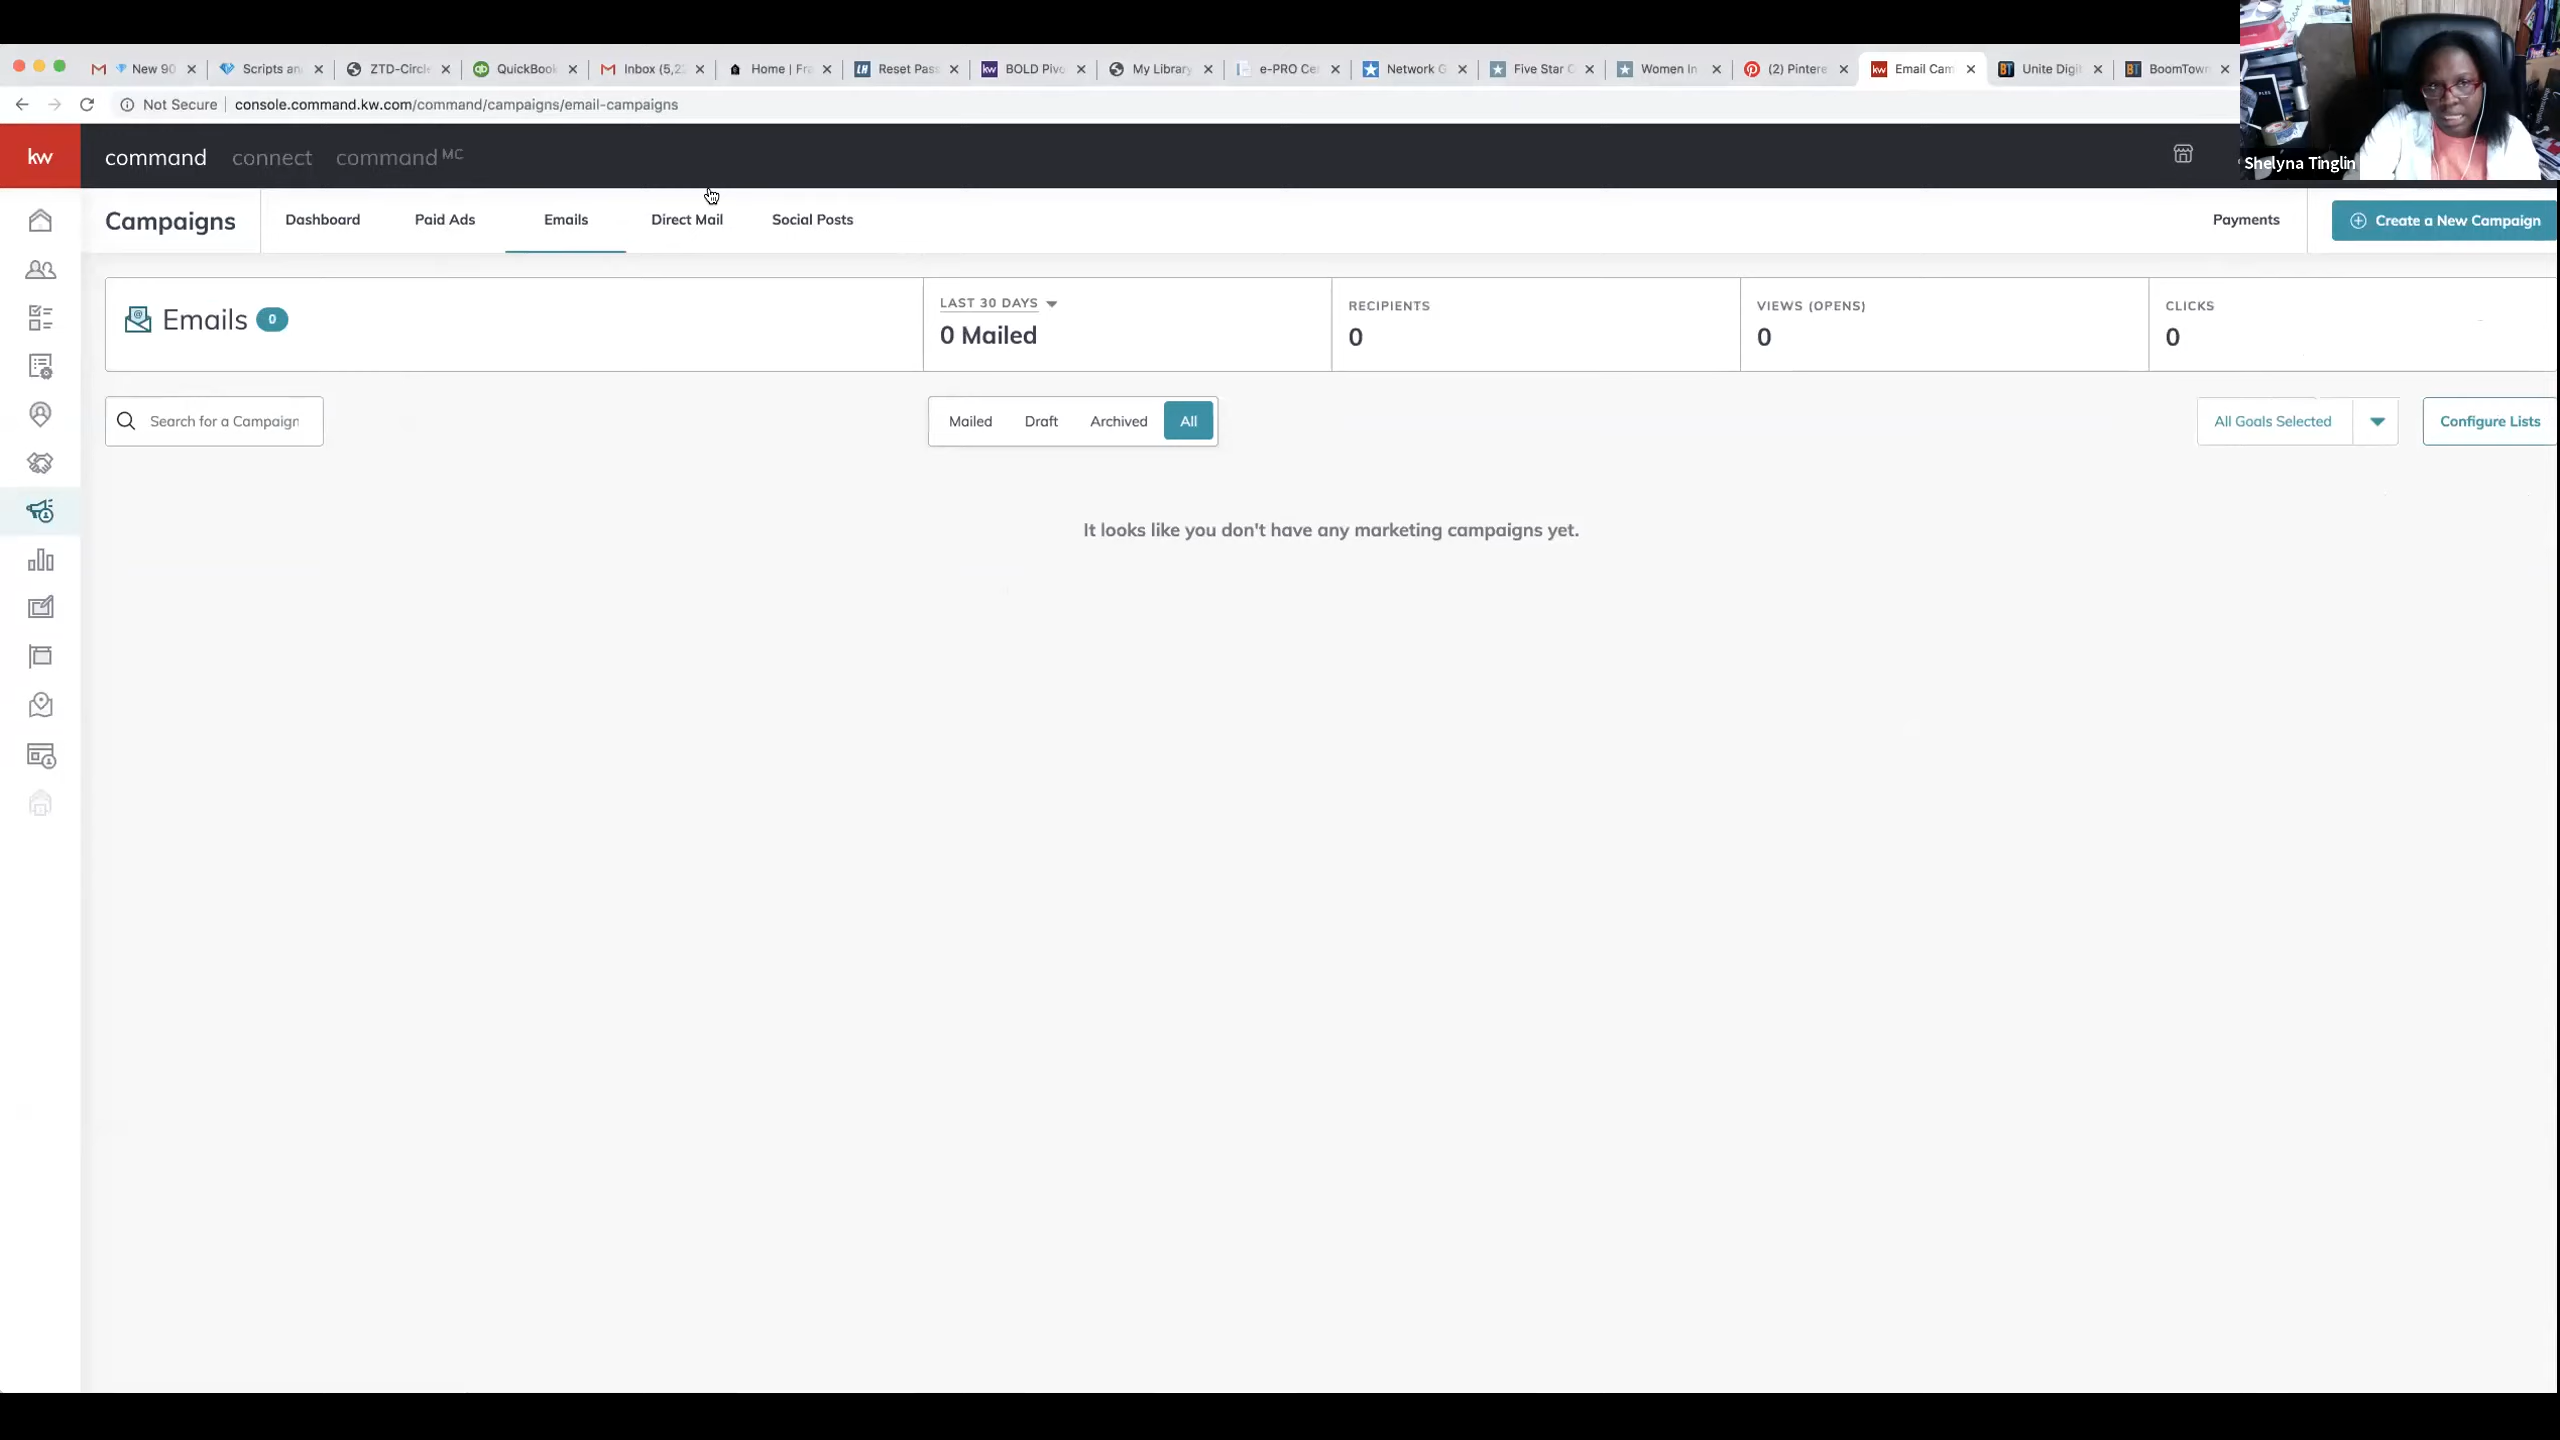 New 90
Scripts an
ZTD-Circl
QuickBook
Inbox (5,2
Home | Fra
Reset Pas
BOLD Pivo
My Library
e-PRO Ce
Network G
Five Star C
Women In
(2) Pintere
Email Cam
Unite Digit
BoomTown
Not Secure | console.command.kw.com/command/campaigns/email-campaigns
Shelyna Tinglin
kw command connect command MC
Campaigns Dashboard Paid Ads Emails Direct Mail Social Posts Payments Create a New Campaign
Emails 0
LAST 30 DAYS
0 Mailed
RECIPIENTS
0
VIEWS (OPENS)
0
CLICKS
0
Search for a Campaign Mailed Draft Archived All All Goals Selected Configure Lists
It looks like you don't have any marketing campaigns yet.